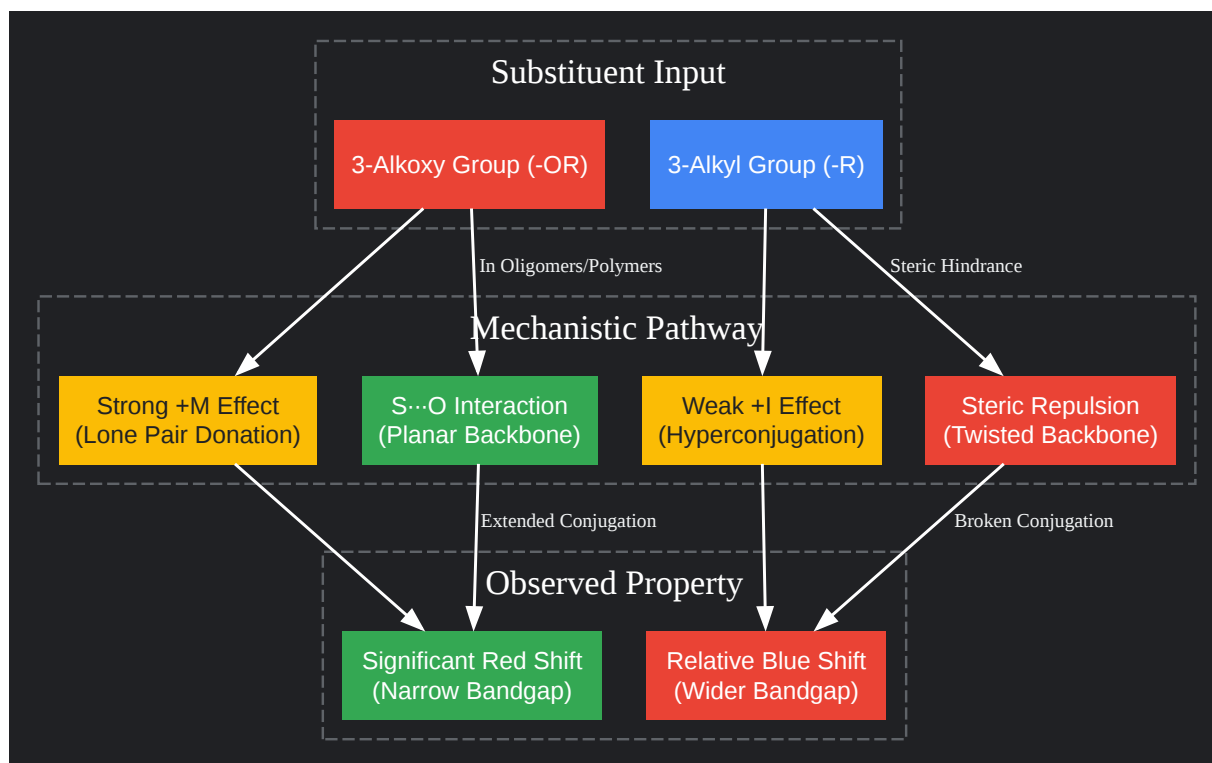 Substituent Input
3-Alkoxy Group (-OR)
3-Alkyl Group (-R)
In Oligomers/Polymers
Steric Hindrance
Mechanistic Pathway
Strong +M Effect
(Lone Pair Donation)
S···O Interaction
(Planar Backbone)
Weak +I Effect
(Hyperconjugation)
Steric Repulsion
(Twisted Backbone)
Extended Conjugation
Broken Conjugation
Observed Property
Significant Red Shift
(Narrow Bandgap)
Relative Blue Shift
(Wider Bandgap)